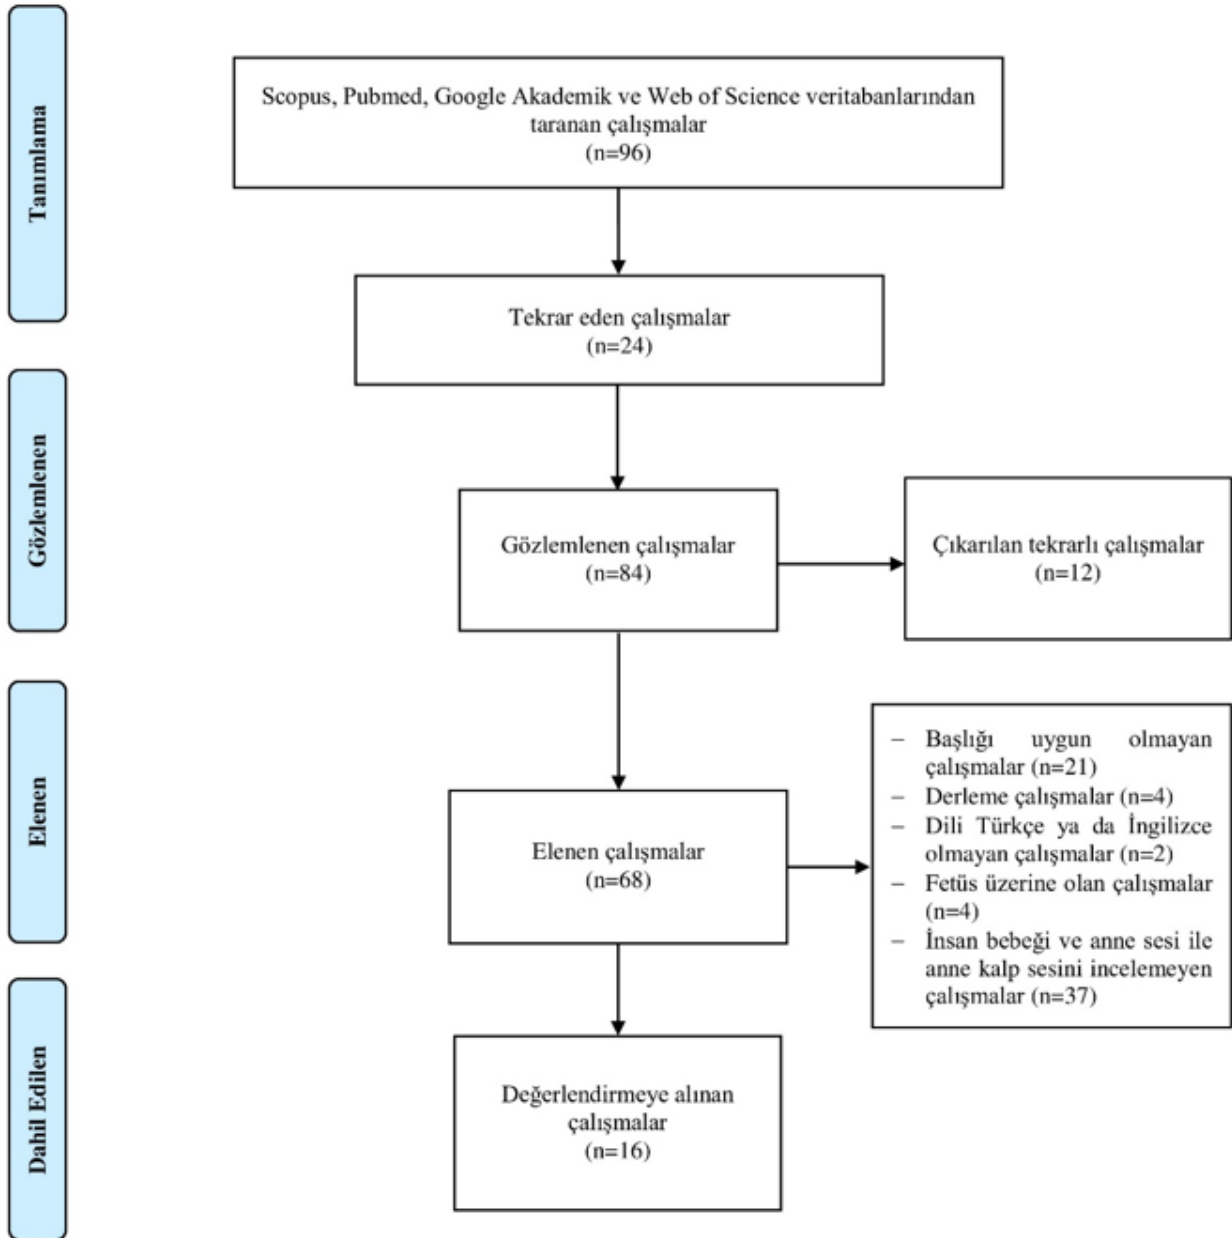 Tanımlama
Scopus, Pubmed, Google Akademik ve Web of Science veritabanlarından
taranan çalışmalar
(n=96)
Tekrar eden çalışmalar
(n=24)
Gözlemlenen
Gözlemlenen çalışmalar
(n=84)
Çıkarılan tekrarlı çalışmalar
(n=12)
Elenen
Elenen çalışmalar
(n=68)
– Başlığı uygun olmayan
çalışmalar (n=21)
– Derleme çalışmalar (n=4)
– Dili Türkçe ya da İngilizce
olmayan çalışmalar (n=2)
– Fetüs üzerine olan çalışmalar
(n=4)
– İnsan bebeği ve anne sesi ile
anne kalp sesini incelemeyen
çalışmalar (n=37)
Dahil Edilen
Değerlendirmeye alınan
çalışmalar
(n=16)